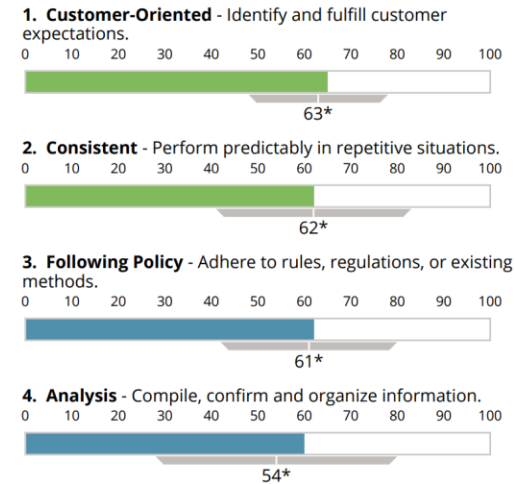 1. Customer-Oriented - Identify and fulfill customer
expectations.
0 10 20 30 40 50 60 70 80 90 100
63*
2. Consistent - Perform predictably in repetitive situations.
0 10 20 30 40 50 60 70 80 90 100
62*
3. Following Policy - Adhere to rules, regulations, or existing
methods.
0 10 20 30 40 50 60 70 80 90 100
61*
4. Analysis - Compile, confirm and organize information.
0 10 20 30 40 50 60 70 80 90 100
54*